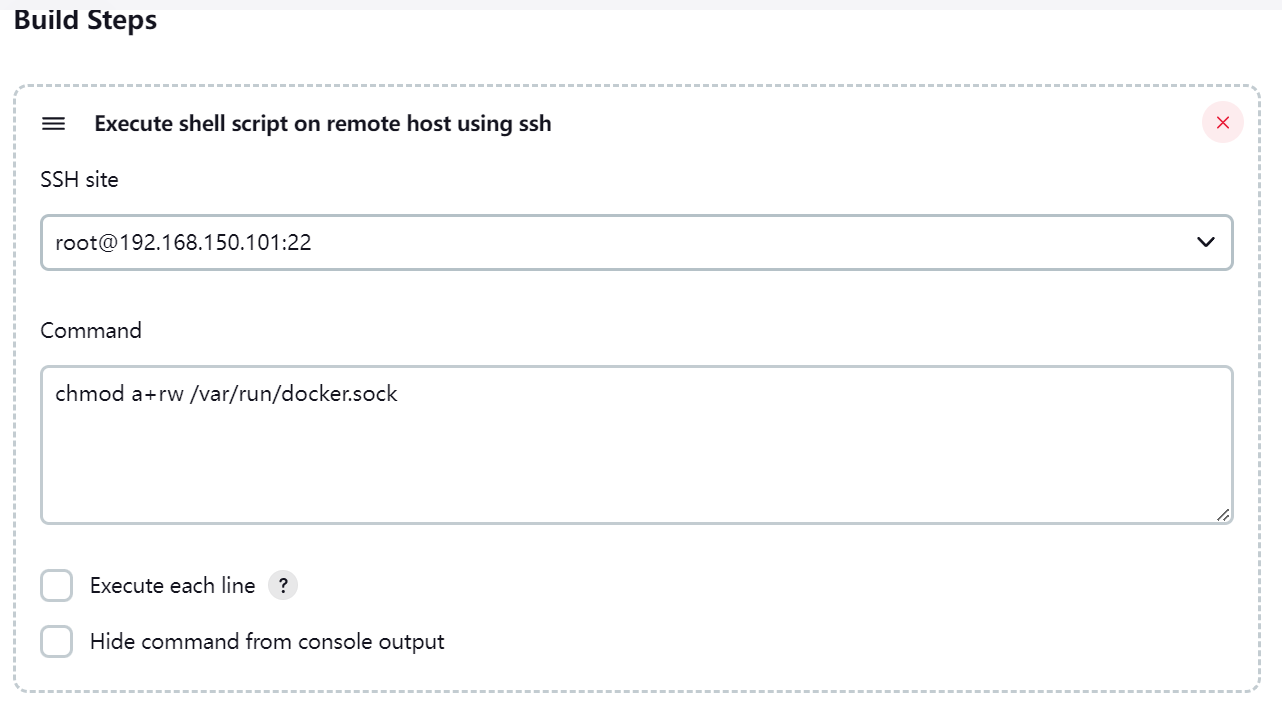 Build Steps
Execute shell script on remote host using ssh
SSH site
root@192.168.150.101:22
Command
chmod a+rw /var/run/docker.sock
Execute each line ?
Hide command from console output